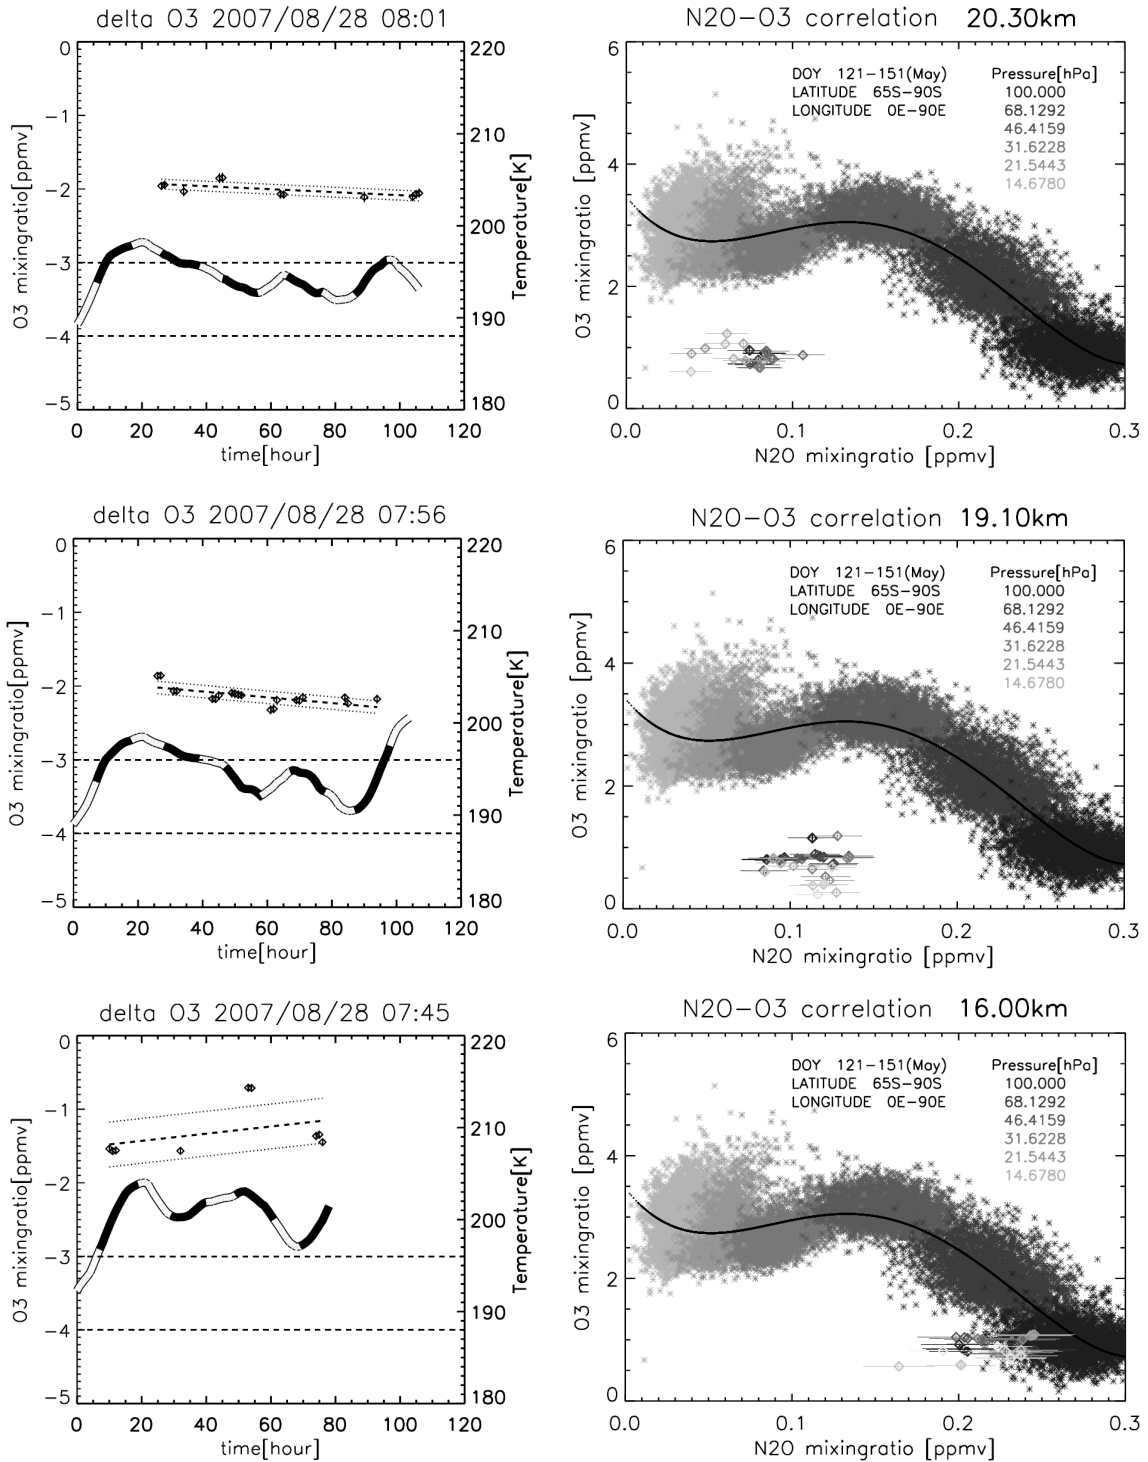 delta O3 2007/08/28 08:01
0
−1
−2
−3
−4
−5
O3 mixingratio[ppmv]
220
210
200
190
180
Temperature[K]
0 20 40 60 80 100 120
time[hour]
N2O−O3 correlation 20.30km
DOY 121−151(May) Pressure[hPa]
LATITUDE 65S−90S 100.000
LONGITUDE 0E−90E 68.1292
46.4159
31.6228
21.5443
14.6780
6
4
2
0
O3 mixingratio [ppmv]
0.0 0.1 0.2 0.3
N2O mixingratio [ppmv]
delta O3 2007/08/28 07:56
0
−1
−2
−3
−4
−5
O3 mixingratio[ppmv]
220
210
200
190
180
Temperature[K]
0 20 40 60 80 100 120
time[hour]
N2O−O3 correlation 19.10km
DOY 121−151(May) Pressure[hPa]
LATITUDE 65S−90S 100.000
LONGITUDE 0E−90E 68.1292
46.4159
31.6228
21.5443
14.6780
6
4
2
0
O3 mixingratio [ppmv]
0.0 0.1 0.2 0.3
N2O mixingratio [ppmv]
delta O3 2007/08/28 07:45
0
−1
−2
−3
−4
−5
O3 mixingratio[ppmv]
220
210
200
190
180
Temperature[K]
0 20 40 60 80 100 120
time[hour]
N2O−O3 correlation 16.00km
DOY 121−151(May) Pressure[hPa]
LATITUDE 65S−90S 100.000
LONGITUDE 0E−90E 68.1292
46.4159
31.6228
21.5443
14.6780
6
4
2
0
O3 mixingratio [ppmv]
0.0 0.1 0.2 0.3
N2O mixingratio [ppmv]